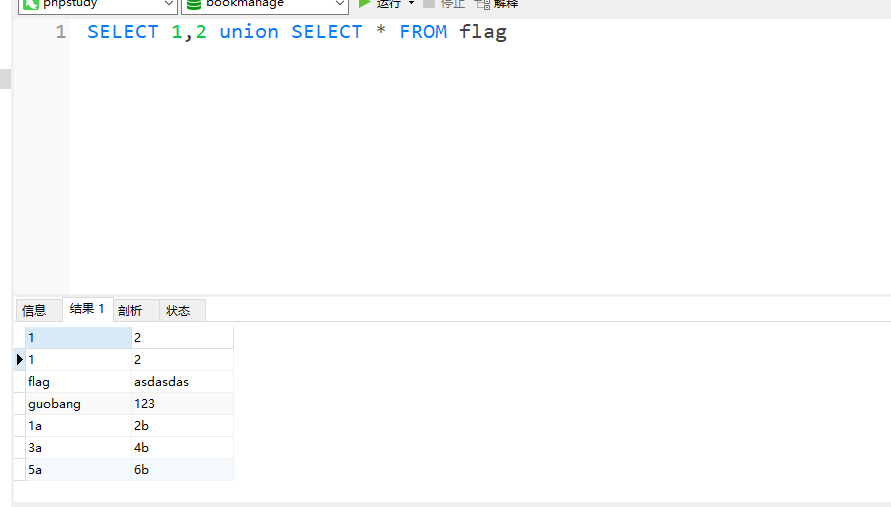 phpstudy bookmanage 运行 停止 解释
1 SELECT 1,2 union SELECT * FROM flag
信息 结果 1 剖析 状态
1 2
1 2
flag asdasdas
guobang 123
1a 2b
3a 4b
5a 6b